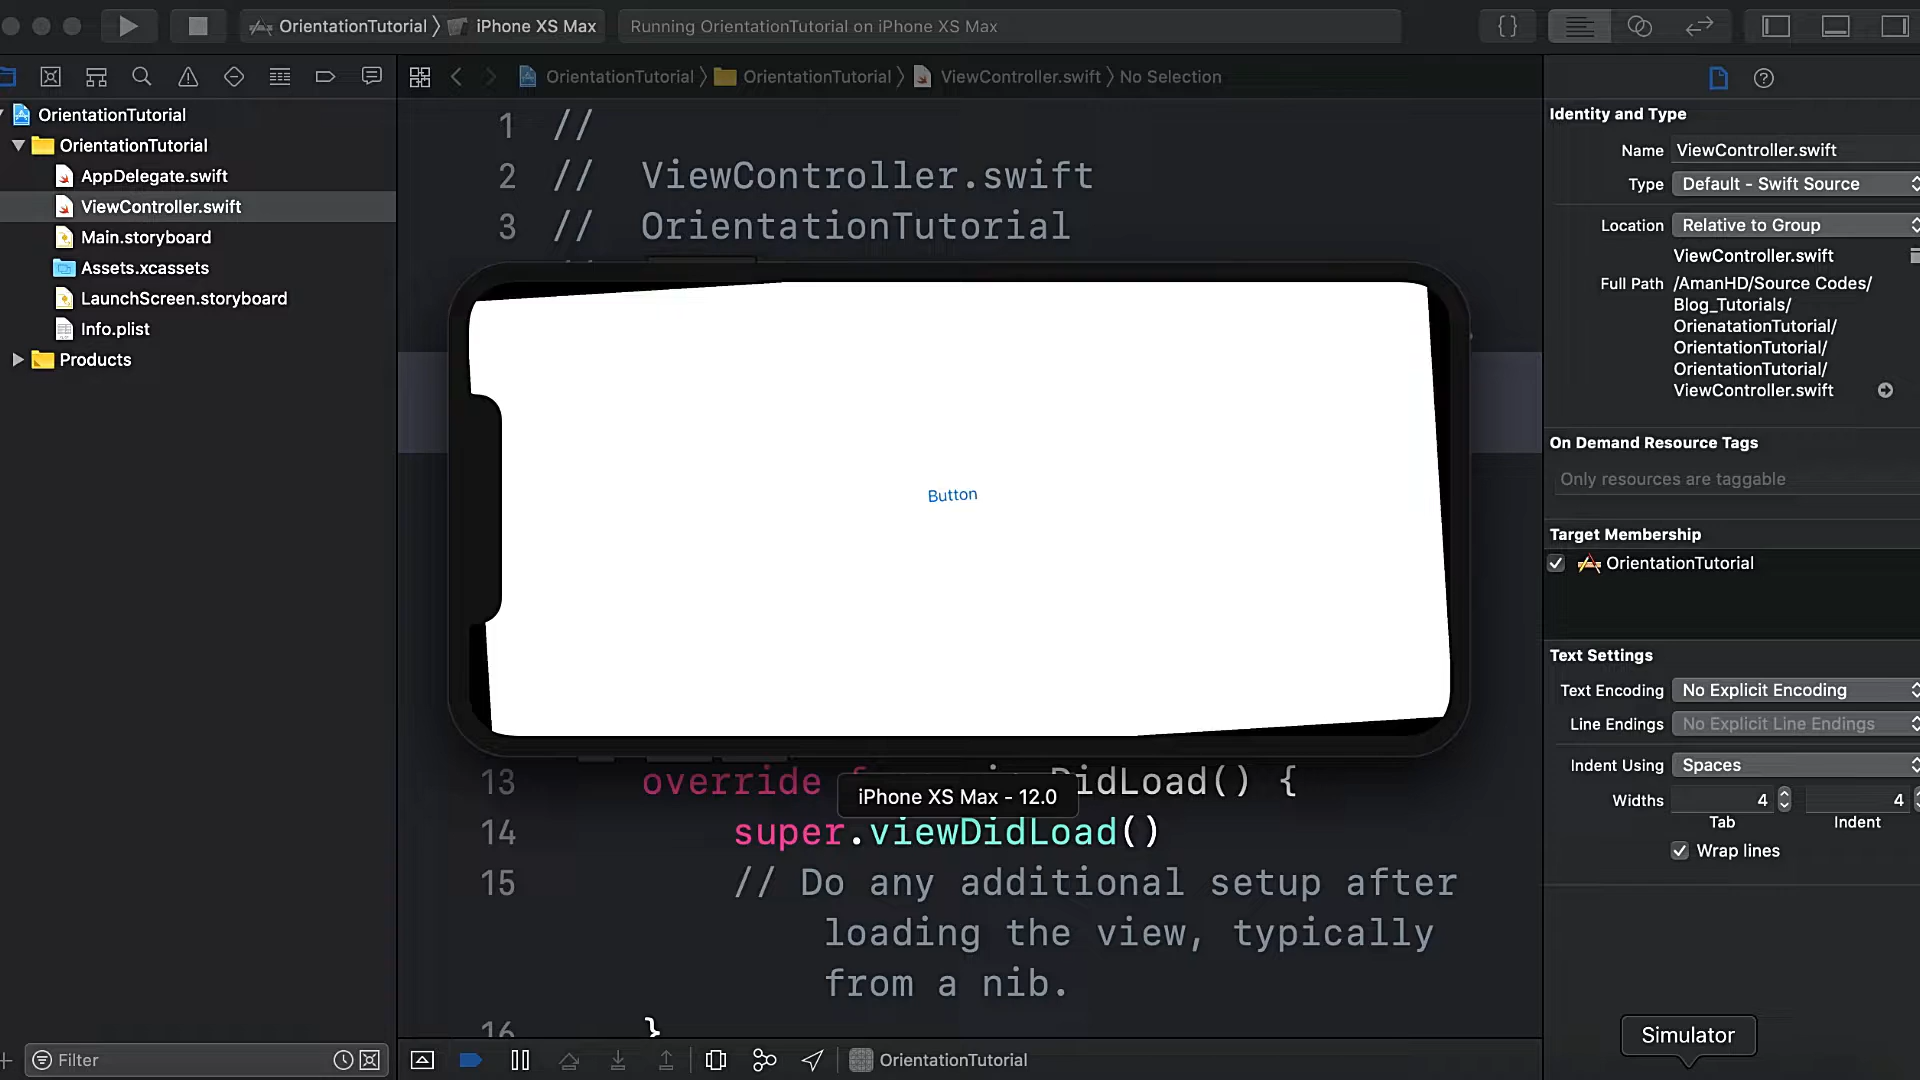 OrientationTutorial
iPhone XS Max
Running OrientationTutorial on iPhone XS Max
{}
OrientationTutorial
OrientationTutorial
ViewController.swift
No Selection
OrientationTutorial
OrientationTutorial
AppDelegate.swift
ViewController.swift
Main.storyboard
Assets.xcassets
LaunchScreen.storyboard
Info.plist
Products
Filter
1 //
2 // ViewController.swift
3 // OrientationTutorial
Button
13 override DidLoad() {
iPhone XS Max - 12.0
14 super.viewDidLoad()
15 // Do any additional setup after
loading the view, typically
from a nib.
16 }
OrientationTutorial
Identity and Type
Name ViewController.swift
Type Default - Swift Source
Location Relative to Group
ViewController.swift
Full Path /AmanHD/Source Codes/
Blog_Tutorials/
OrienatationTutorial/
OrientationTutorial/
OrientationTutorial/
ViewController.swift
On Demand Resource Tags
Only resources are taggable
Target Membership
OrientationTutorial
Text Settings
Text Encoding No Explicit Encoding
Line Endings No Explicit Line Endings
Indent Using Spaces
Widths 4 4
Tab Indent
Wrap lines
Simulator